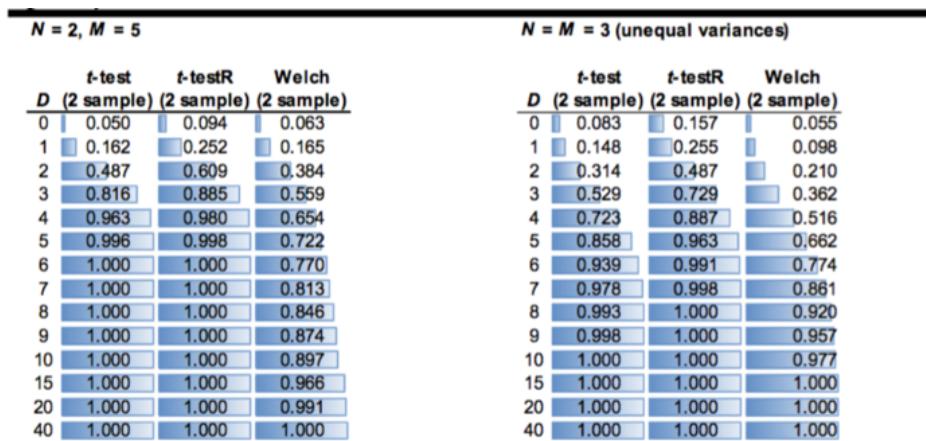 N = 2, M = 5
t-test t-testR Welch
D (2 sample) (2 sample) (2 sample)
0 0.050 0.094 0.063
1 0.162 0.252 0.165
2 0.487 0.609 0.384
3 0.816 0.885 0.559
4 0.963 0.980 0.654
5 0.996 0.998 0.722
6 1.000 1.000 0.770
7 1.000 1.000 0.813
8 1.000 1.000 0.846
9 1.000 1.000 0.874
10 1.000 1.000 0.897
15 1.000 1.000 0.966
20 1.000 1.000 0.991
40 1.000 1.000 1.000
N = M = 3 (unequal variances)
t-test t-testR Welch
D (2 sample) (2 sample) (2 sample)
0 0.083 0.157 0.055
1 0.148 0.255 0.098
2 0.314 0.487 0.210
3 0.529 0.729 0.362
4 0.723 0.887 0.516
5 0.858 0.963 0.662
6 0.939 0.991 0.774
7 0.978 0.998 0.861
8 0.993 1.000 0.920
9 0.998 1.000 0.957
10 1.000 1.000 0.977
15 1.000 1.000 1.000
20 1.000 1.000 1.000
40 1.000 1.000 1.000